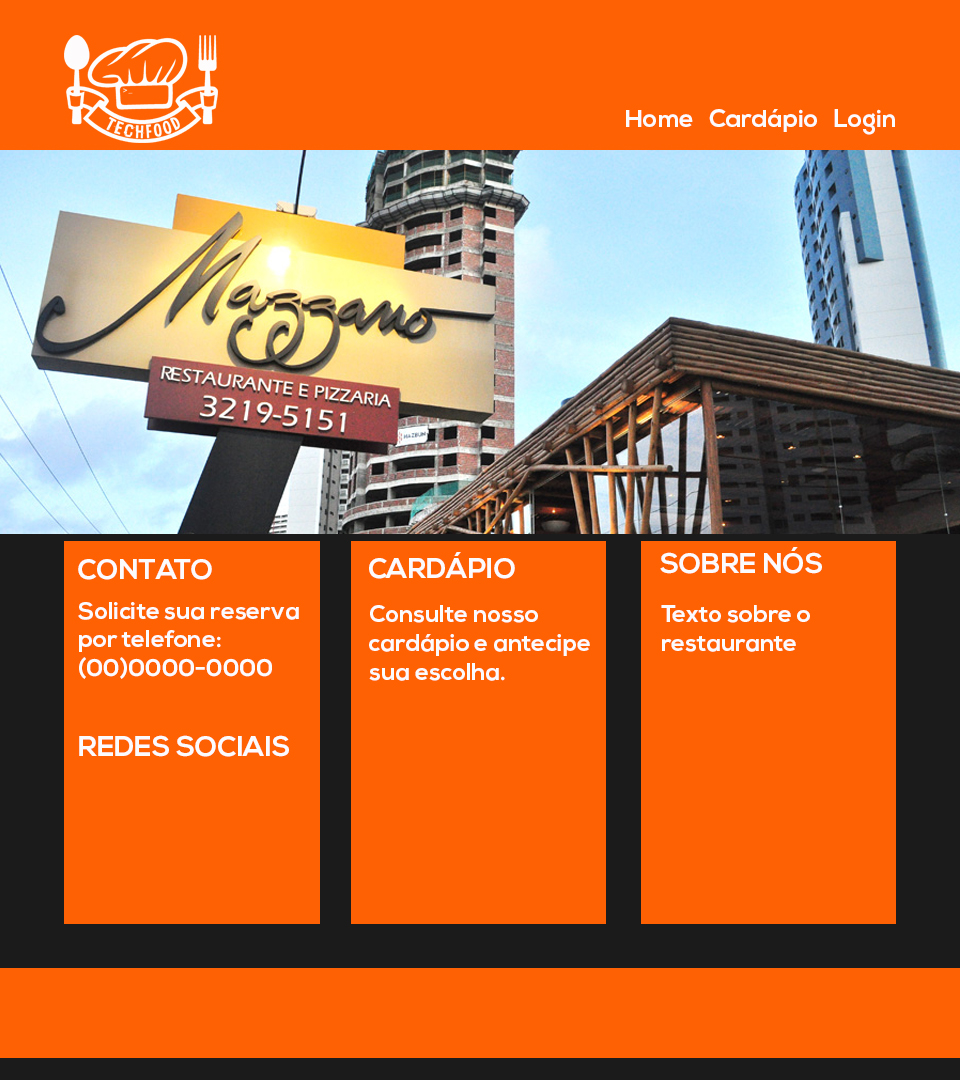 TECHFOOD
Home Cardápio Login
Mazzano
RESTAURANTE E PIZZARIA
3219-5151
CONTATO
Solicite sua reserva
por telefone:
(00)0000-0000
REDES SOCIAIS
CARDÁPIO
Consulte nosso
cardápio e antecipe
sua escolha.
SOBRE NÓS
Texto sobre o
restaurante